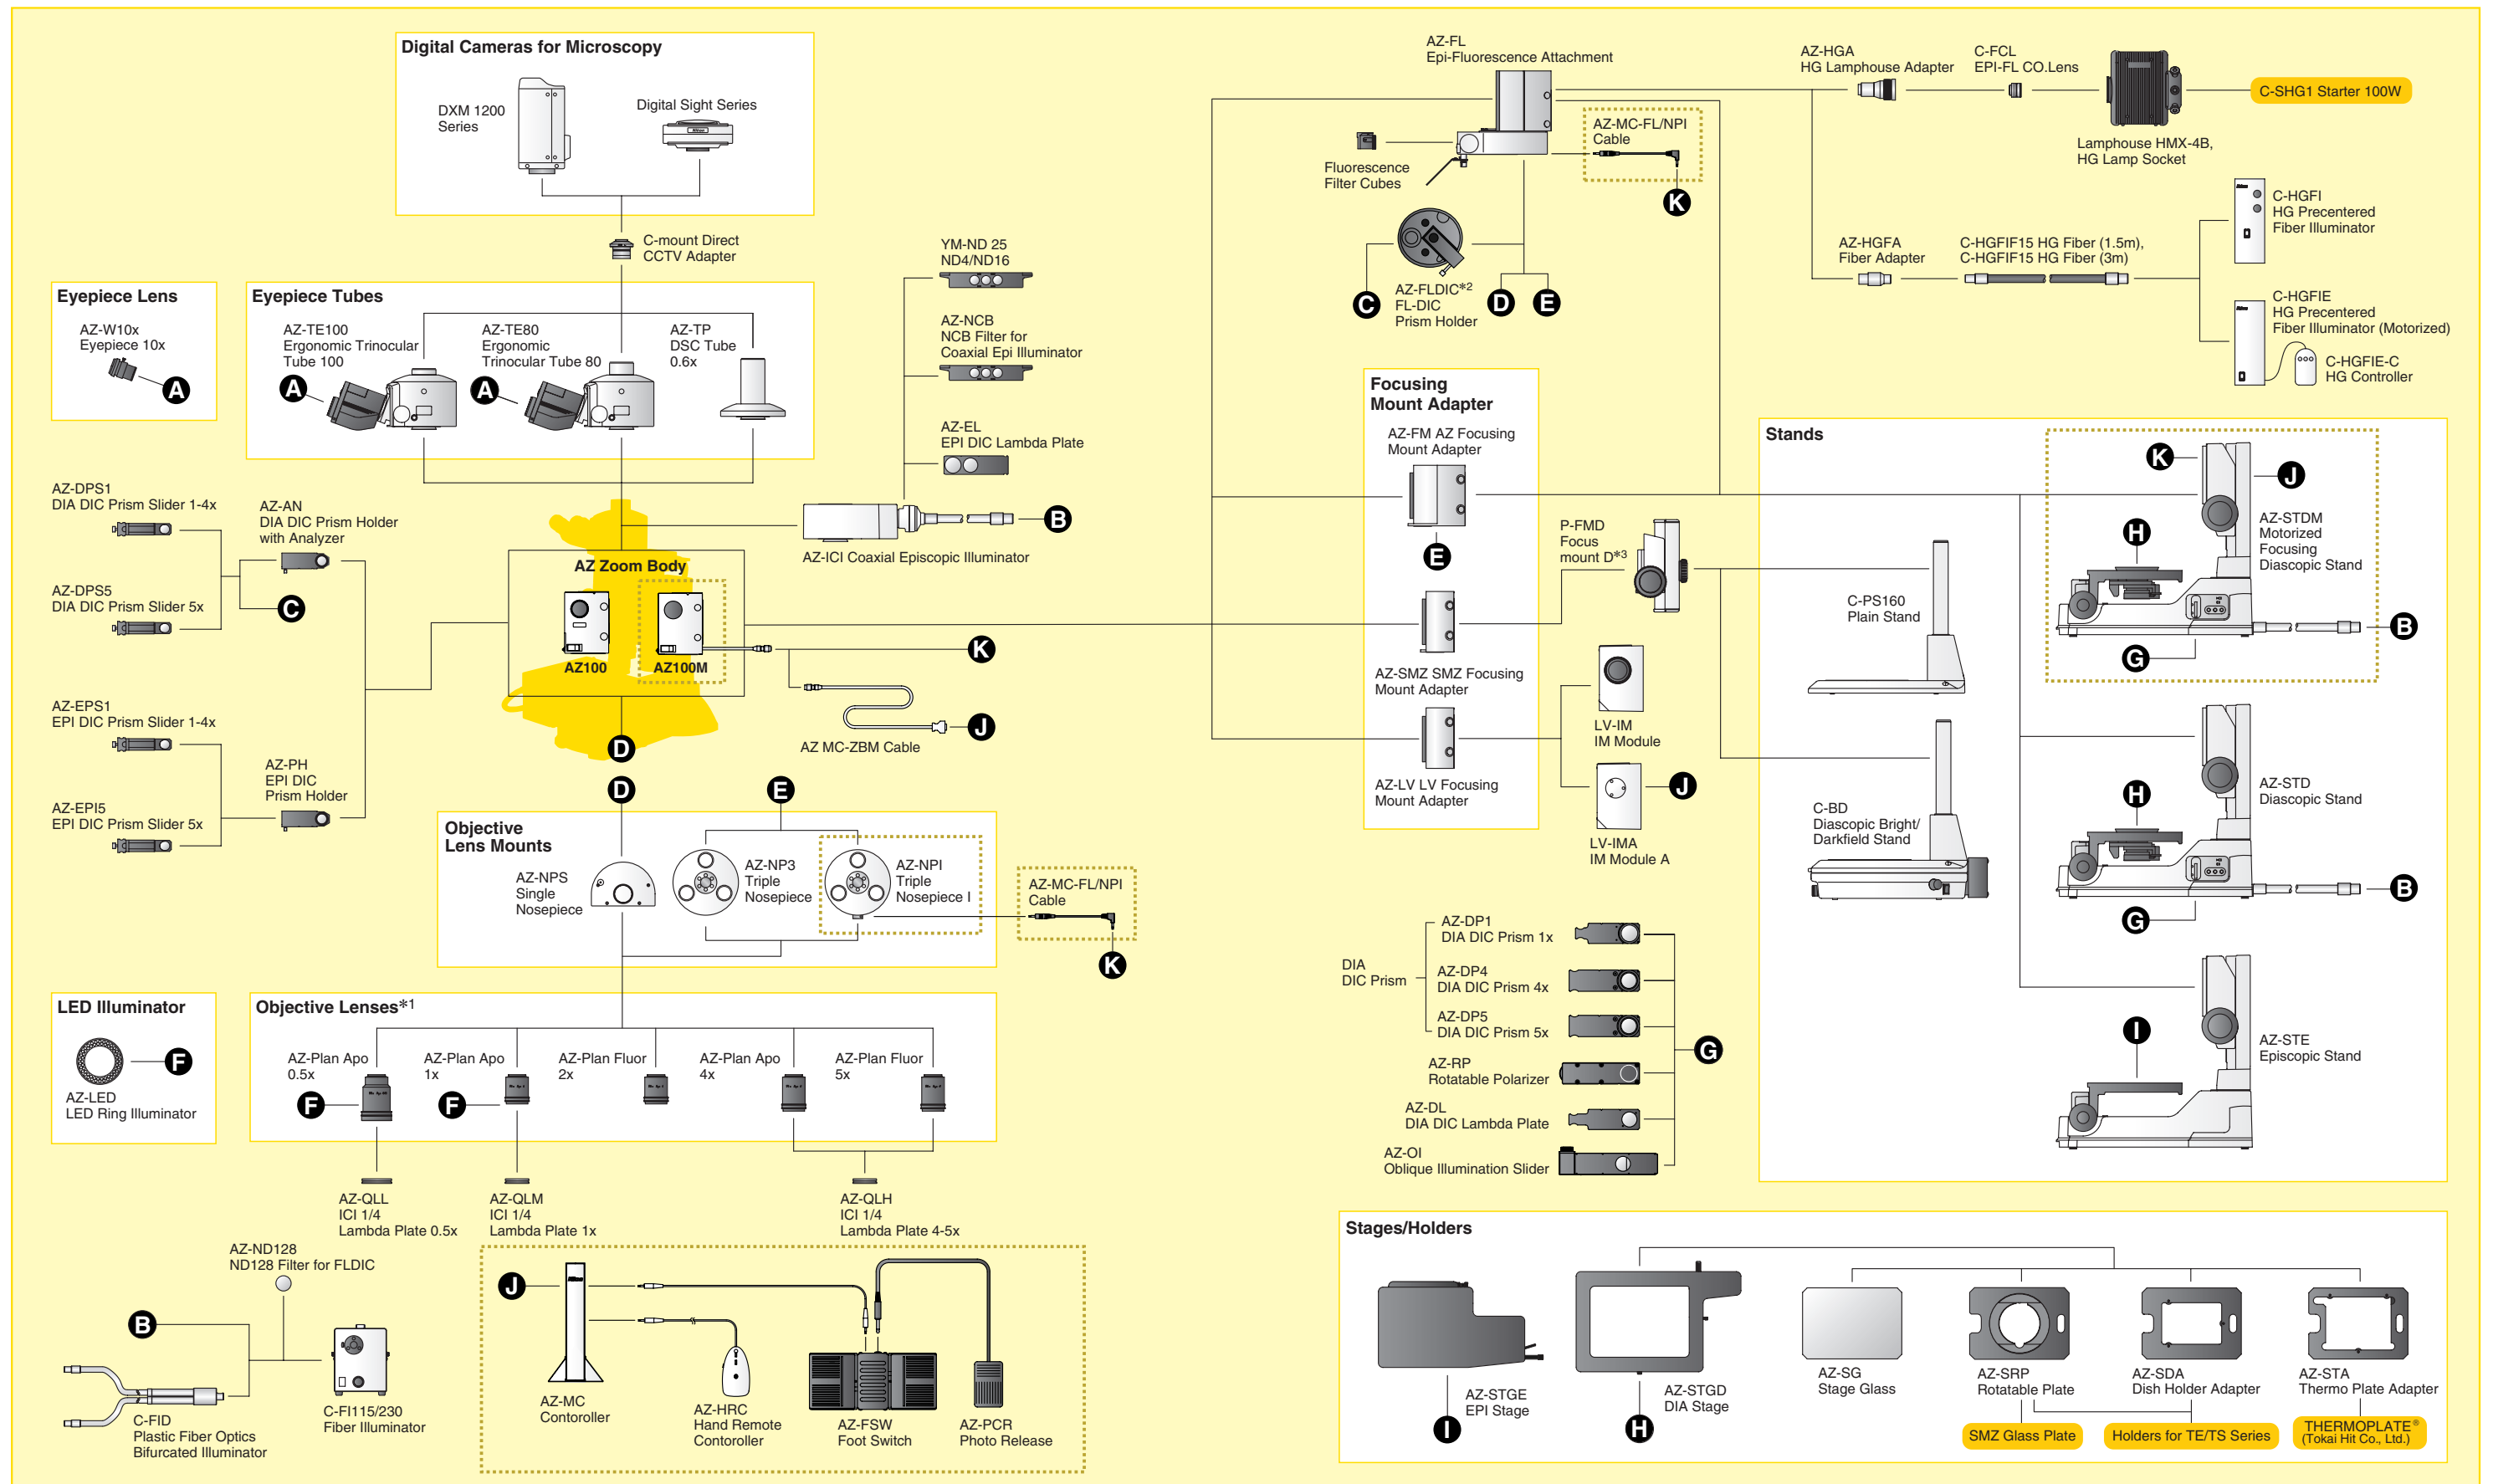 Digital Cameras for Microscopy
DXM 1200
Series
Digital Sight Series
C-mount Direct
CCTV Adapter
Eyepiece Lens
AZ-W10x
Eyepiece 10x
A
Eyepiece Tubes
AZ-TE100
Ergonomic Trinocular
Tube 100
A
AZ-TE80
Ergonomic
Trinocular Tube 80
A
AZ-TP
DSC Tube
0.6x
YM-ND 25
ND4/ND16
AZ-NCB
NCB Filter for
Coaxial Epi Illuminator
AZ-EL
EPI DIC Lambda Plate
B
AZ-ICI Coaxial Episcopic Illuminator
AZ-DPS1
DIA DIC Prism Slider 1-4x
AZ-AN
DIA DIC Prism Holder
with Analyzer
AZ-DPS5
DIA DIC Prism Slider 5x
C
AZ-EPS1
EPI DIC Prism Slider 1-4x
AZ-PH
EPI DIC
Prism Holder
AZ-EPI5
EPI DIC Prism Slider 5x
AZ Zoom Body
AZ100
AZ100M
K
J
AZ MC-ZBM Cable
D
D
E
Objective
Lens Mounts
AZ-NPS
Single
Nosepiece
AZ-NP3
Triple
Nosepiece
AZ-NPI
Triple
Nosepiece I
AZ-MC-FL/NPI
Cable
K
LED Illuminator
F
AZ-LED
LED Ring Illuminator
Objective Lenses*1
AZ-Plan Apo
0.5x
F
AZ-Plan Apo
1x
F
AZ-Plan Fluor
2x
AZ-Plan Apo
4x
AZ-Plan Fluor
5x
AZ-QLL
ICI 1/4
Lambda Plate 0.5x
AZ-QLM
ICI 1/4
Lambda Plate 1x
AZ-QLH
ICI 1/4
Lambda Plate 4-5x
AZ-ND128
ND128 Filter for FLDIC
B
C-FID
Plastic Fiber Optics
Bifurcated Illuminator
C-FI115/230
Fiber Illuminator
J
AZ-MC
Contoroller
AZ-HRC
Hand Remote
Contoroller
AZ-FSW
Foot Switch
AZ-PCR
Photo Release
AZ-FL
Epi-Fluorescence Attachment
AZ-MC-FL/NPI
Cable
K
Fluorescence
Filter Cubes
C
AZ-FLDIC*2
FL-DIC
Prism Holder
D
E
AZ-HGA
HG Lamphouse Adapter
C-FCL
EPI-FL CO.Lens
C-SHG1 Starter 100W
Lamphouse HMX-4B,
HG Lamp Socket
AZ-HGFA
Fiber Adapter
C-HGFIF15 HG Fiber (1.5m),
C-HGFIF15 HG Fiber (3m)
C-HGFI
HG Precentered
Fiber Illuminator
C-HGFIE
HG Precentered
Fiber Illuminator (Motorized)
C-HGFIE-C
HG Controller
Focusing
Mount Adapter
AZ-FM AZ Focusing
Mount Adapter
E
AZ-SMZ SMZ Focusing
Mount Adapter
AZ-LV LV Focusing
Mount Adapter
P-FMD
Focus
mount D*3
LV-IM
IM Module
J
LV-IMA
IM Module A
Stands
C-PS160
Plain Stand
C-BD
Diascopic Bright/
Darkfield Stand
K
J
H
AZ-STDM
Motorized
Focusing
Diascopic Stand
B
G
AZ-STD
Diascopic Stand
H
B
G
AZ-STE
Episcopic Stand
I
DIA
DIC Prism
AZ-DP1
DIA DIC Prism 1x
AZ-DP4
DIA DIC Prism 4x
AZ-DP5
DIA DIC Prism 5x
G
AZ-RP
Rotatable Polarizer
AZ-DL
DIA DIC Lambda Plate
AZ-OI
Oblique Illumination Slider
Stages/Holders
AZ-STGE
EPI Stage
I
AZ-STGD
DIA Stage
H
AZ-SG
Stage Glass
AZ-SRP
Rotatable Plate
AZ-SDA
Dish Holder Adapter
AZ-STA
Thermo Plate Adapter
SMZ Glass Plate
Holders for TE/TS Series
THERMOPLATE®
(Tokai Hit Co., Ltd.)